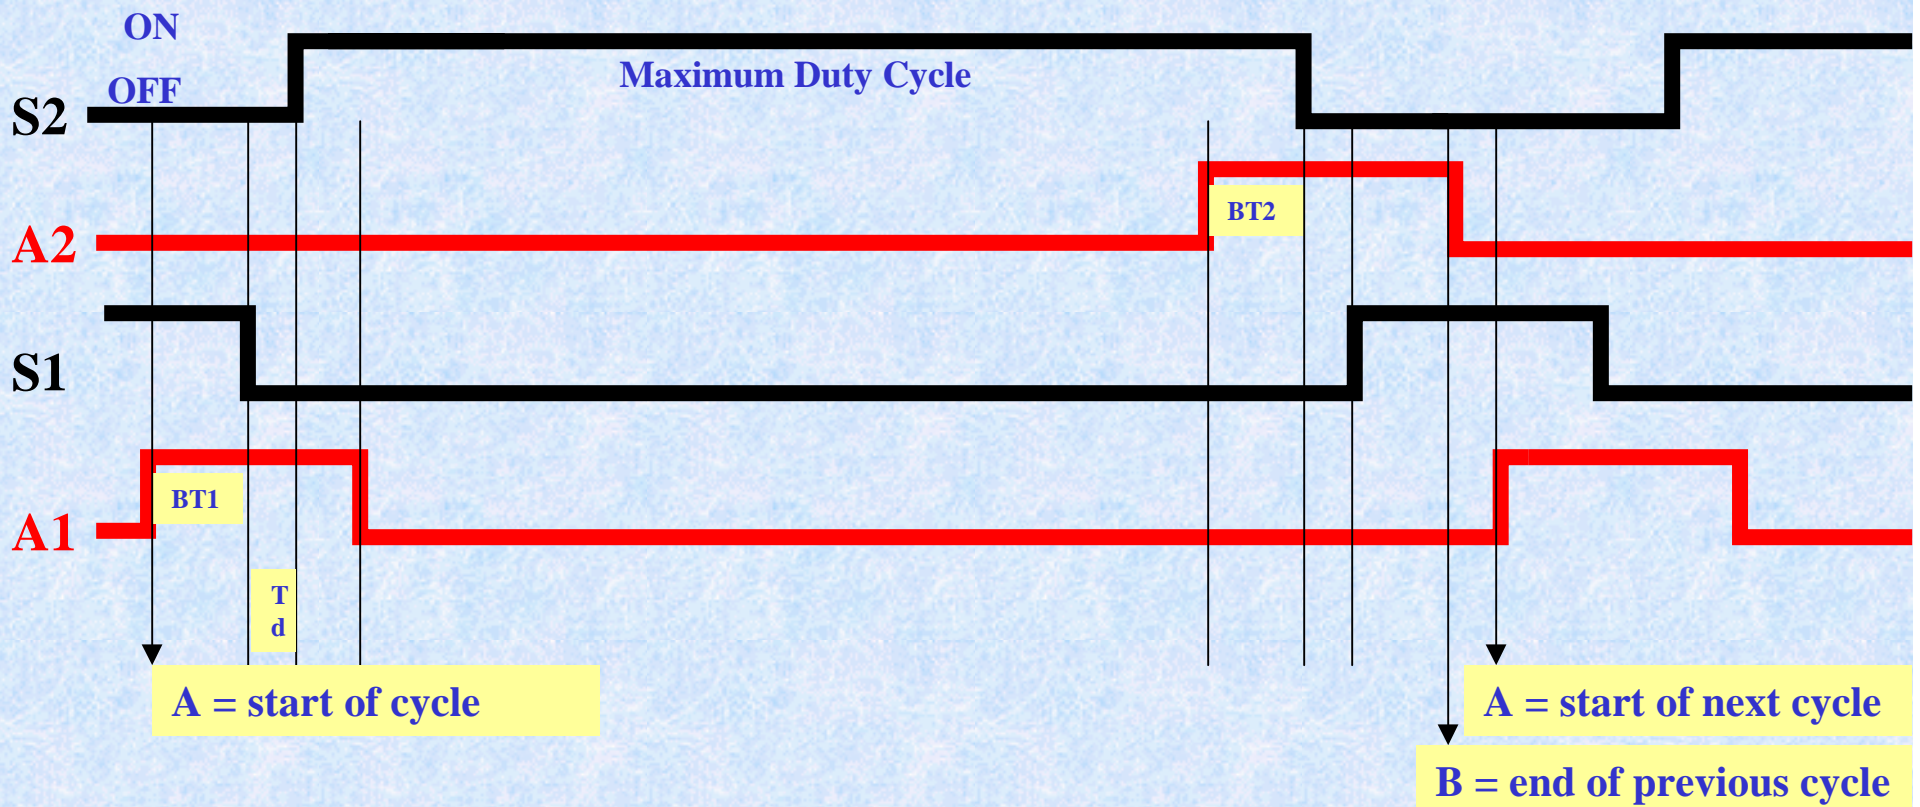 ON
OFF
Maximum Duty Cycle
S2
BT2
A2
S1
BT1
A1
T
d
A = start of cycle
A = start of next cycle
B = end of previous cycle